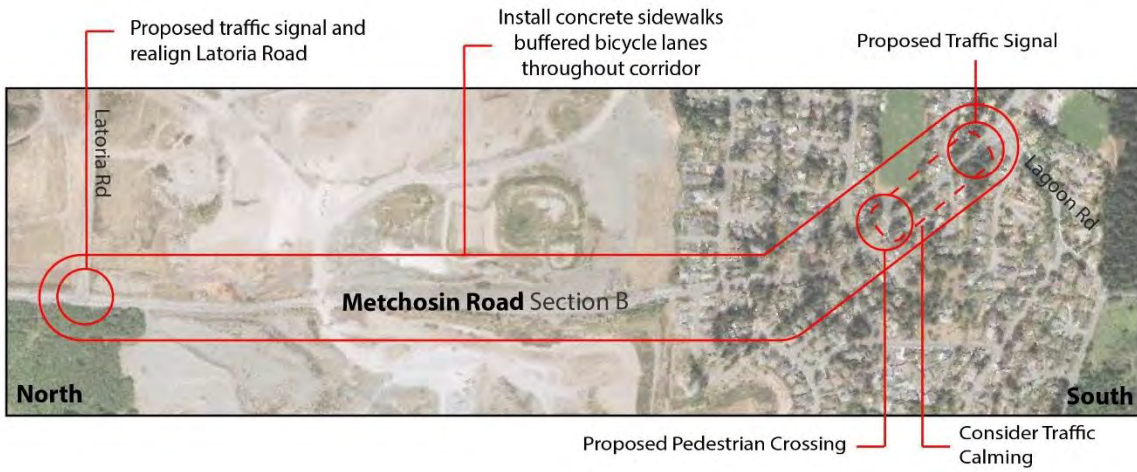 Proposed traffic signal and
realign Latoria Road
Install concrete sidewalks
buffered bicycle lanes
throughout corridor
Proposed Traffic Signal
Latoria Rd
Lagoon Rd
Metchosin Road Section B
North
South
Proposed Pedestrian Crossing
Consider Traffic
Calming